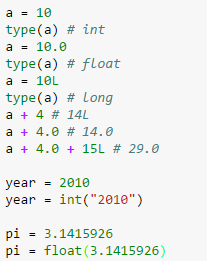 a = 10
type(a) # int
a = 10.0
type(a) # float
a = 10L
type(a) # long
a + 4 # 14L
a + 4.0 # 14.0
a + 4.0 + 15L # 29.0
year = 2010
year = int("2010")
pi = 3.1415926
pi = float(3.1415926)